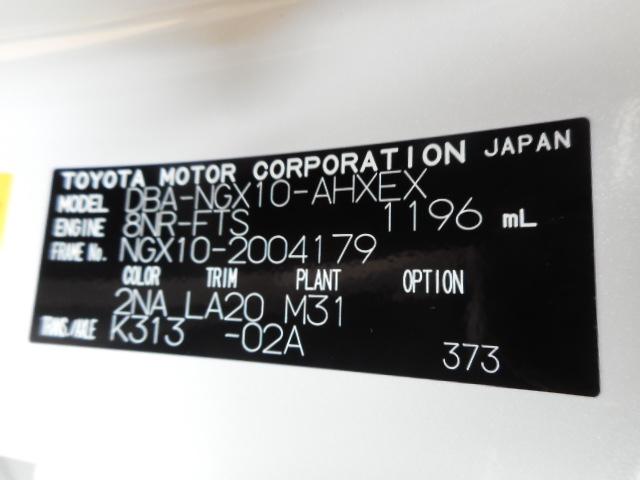 TOYOTA MOTOR CORPORATION JAPAN
MODEL DBA-NGX10-AHXEX
ENGINE 8NR-FTS 1196 mL
FRAME No. NGX10-2004179
COLOR TRIM PLANT OPTION
2NA LA20 M31
TRANS./AXLE K313 -02A
373